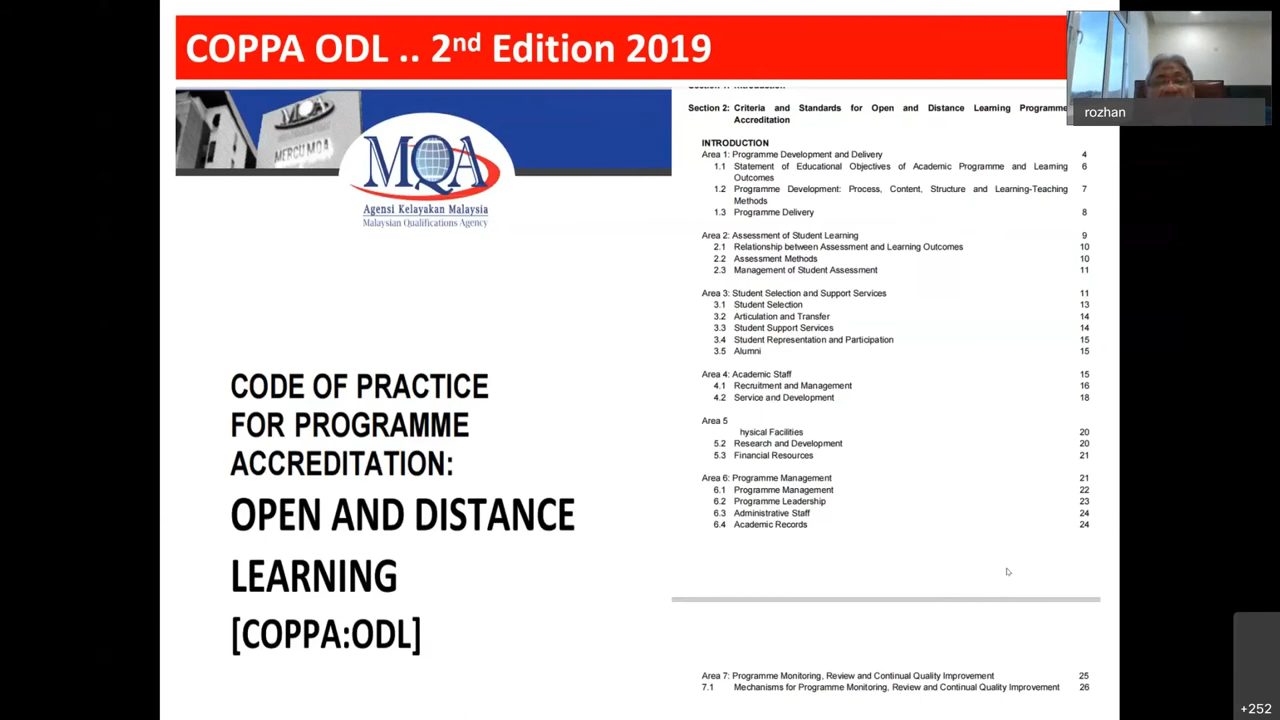 COPPA ODL .. 2nd Edition 2019
MERCU MQA
MQA
Agensi Kelayakan Malaysia
Malaysian Qualifications Agency
CODE OF PRACTICE
FOR PROGRAMME
ACCREDITATION:
OPEN AND DISTANCE
LEARNING
[COPPA:ODL]
Section 2: Criteria and Standards for Open and Distance Learning Programme
Accreditation
INTRODUCTION
Area 1: Programme Development and Delivery 4
1.1 Statement of Educational Objectives of Academic Programme and Learning 6
Outcomes
1.2 Programme Development: Process, Content, Structure and Learning-Teaching 7
Methods
1.3 Programme Delivery 8
Area 2: Assessment of Student Learning 9
2.1 Relationship between Assessment and Learning Outcomes 10
2.2 Assessment Methods 10
2.3 Management of Student Assessment 11
Area 3: Student Selection and Support Services 11
3.1 Student Selection 13
3.2 Articulation and Transfer 14
3.3 Student Support Services 14
3.4 Student Representation and Participation 15
3.5 Alumni 15
Area 4: Academic Staff 15
4.1 Recruitment and Management 16
4.2 Service and Development 18
Area 5
hysical Facilities 20
5.2 Research and Development 20
5.3 Financial Resources 21
Area 6: Programme Management 21
6.1 Programme Management 22
6.2 Programme Leadership 23
6.3 Administrative Staff 24
6.4 Academic Records 24
Area 7: Programme Monitoring, Review and Continual Quality Improvement 25
7.1 Mechanisms for Programme Monitoring, Review and Continual Quality Improvement 26
rozhan
+252